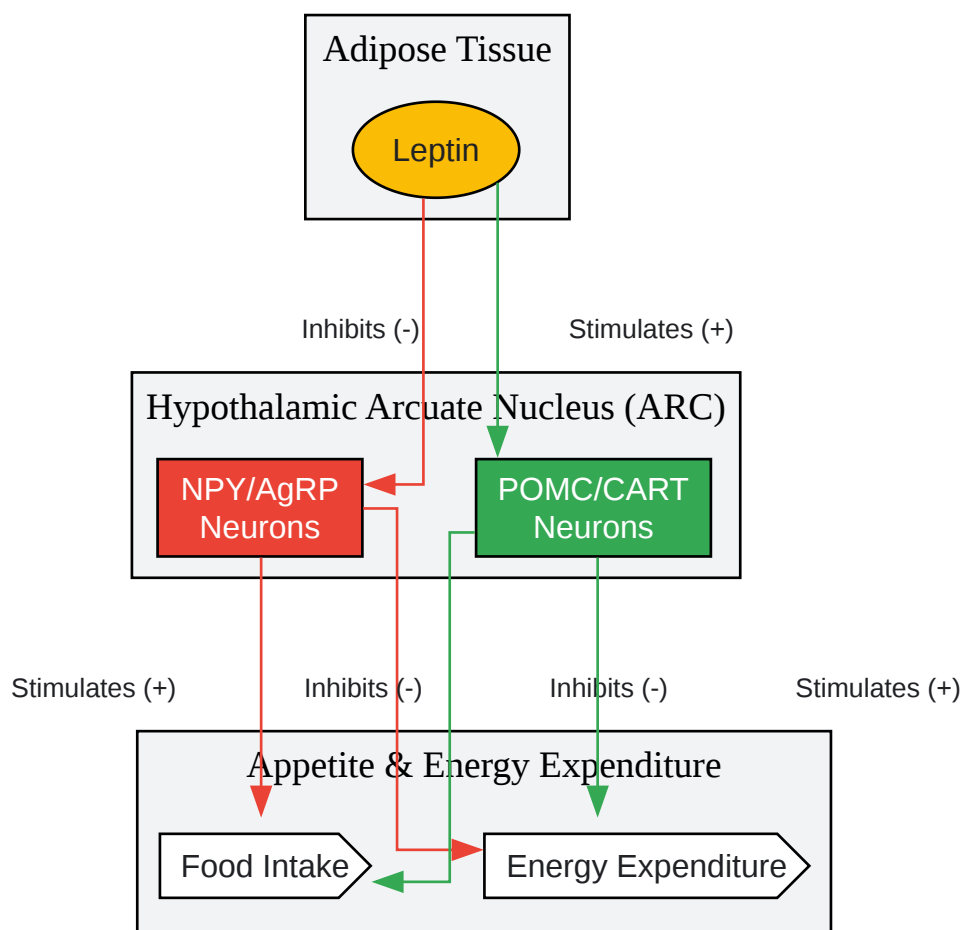 Adipose Tissue
Leptin
Inhibits (-)
Stimulates (+)
Hypothalamic Arcuate Nucleus (ARC)
NPY/AgRP
Neurons
POMC/CART
Neurons
Stimulates (+)
Inhibits (-)
Inhibits (-)
Stimulates (+)
Appetite & Energy Expenditure
Food Intake
Energy Expenditure